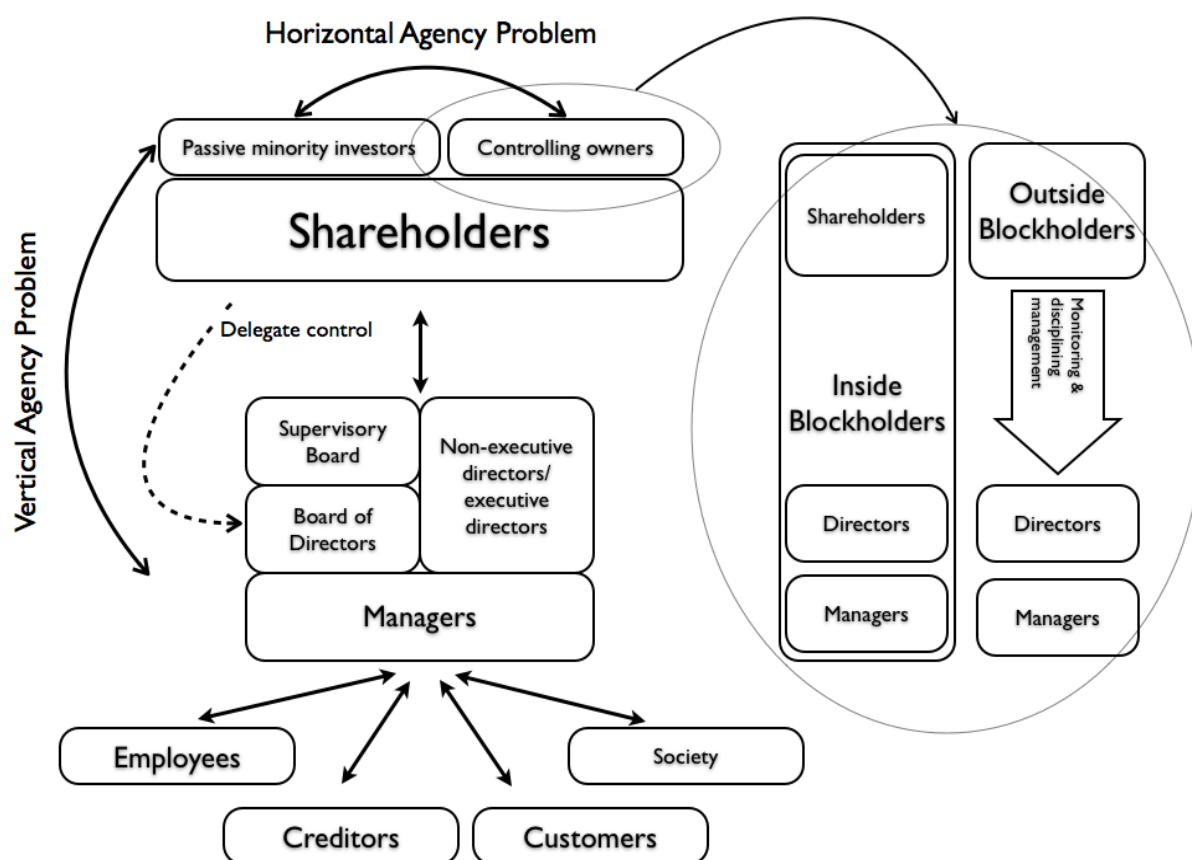 Horizontal Agency Problem
Passive minority investors
Controlling owners
Shareholders
Vertical Agency Problem
Delegate control
Supervisory
Board
Non-executive
directors/
executive
directors
Board of
Directors
Managers
Employees
Society
Creditors
Customers
Shareholders
Outside
Blockholders
Monitoring &
disciplining
management
Inside
Blockholders
Directors
Directors
Managers
Managers